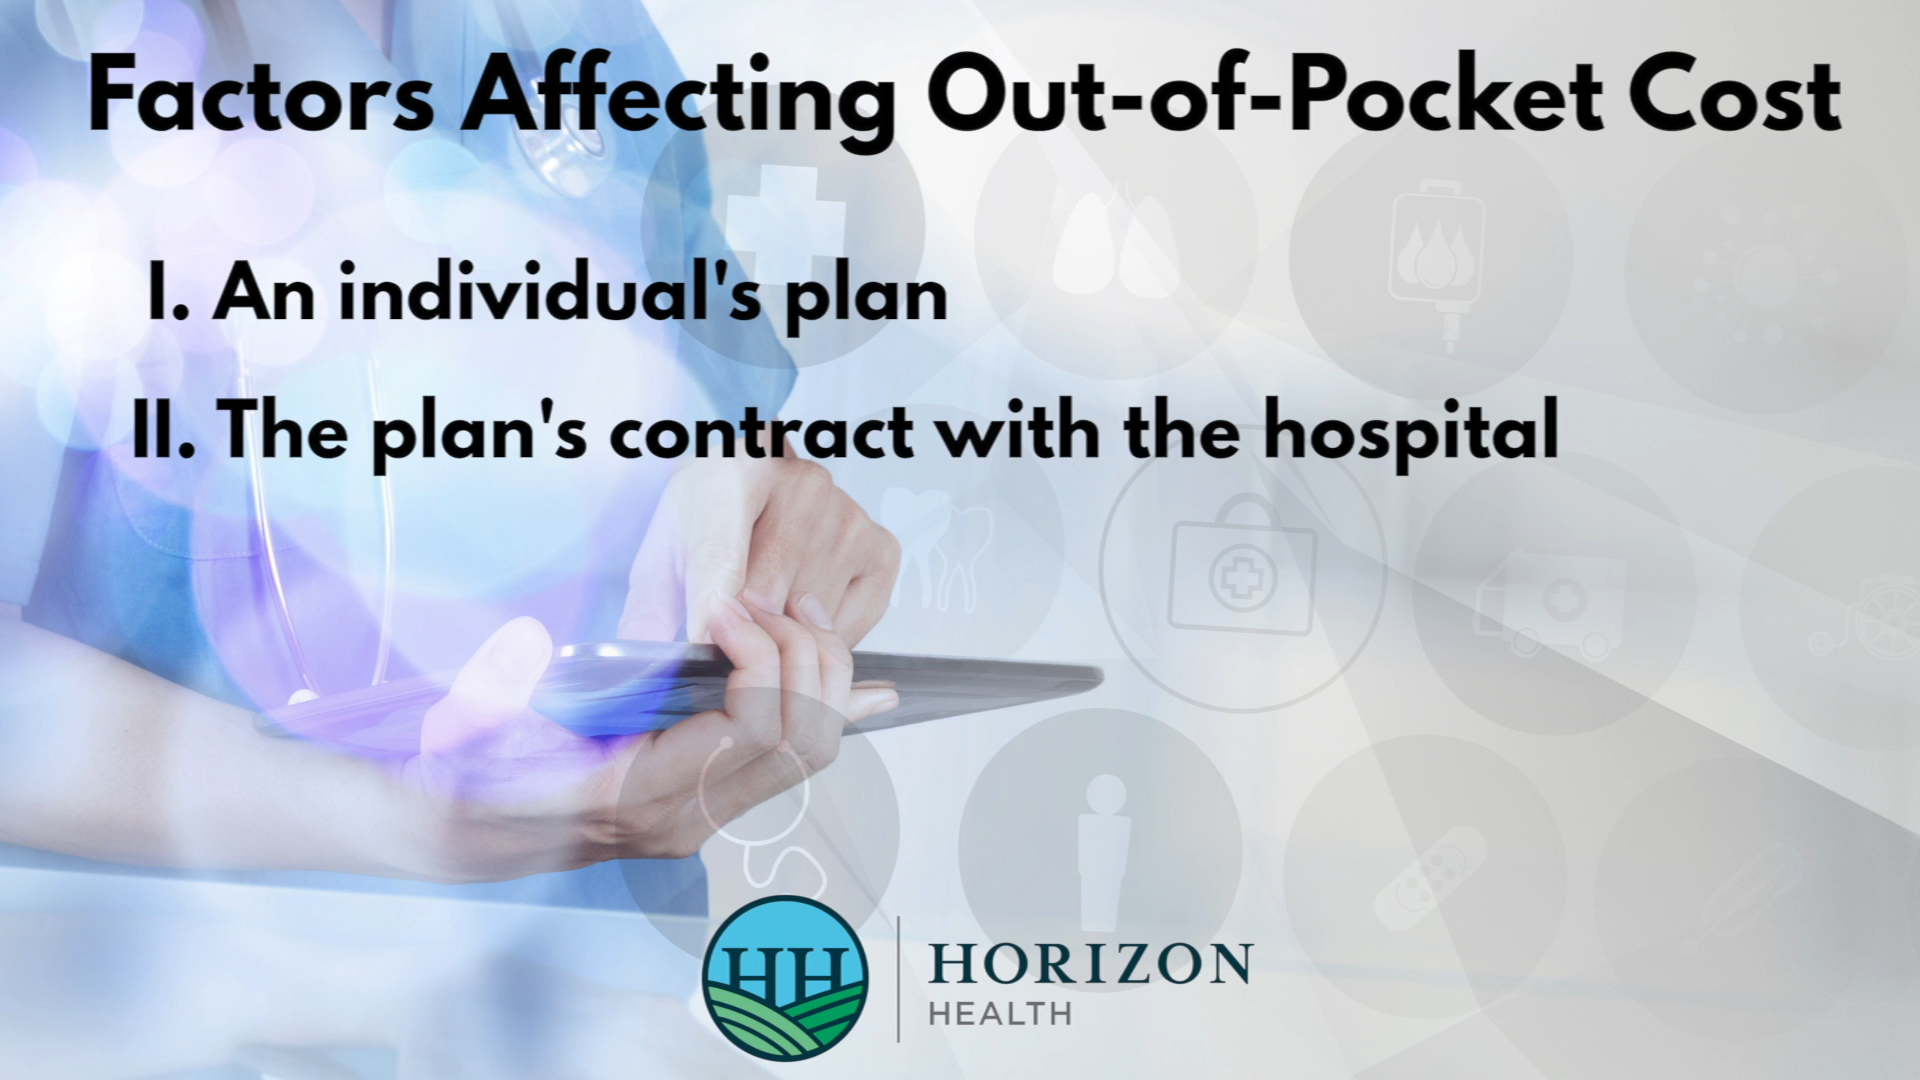 Factors Affecting Out-of-Pocket Cost
I. An individual's plan
II. The plan's contract with the hospital
HH
HORIZON
HEALTH